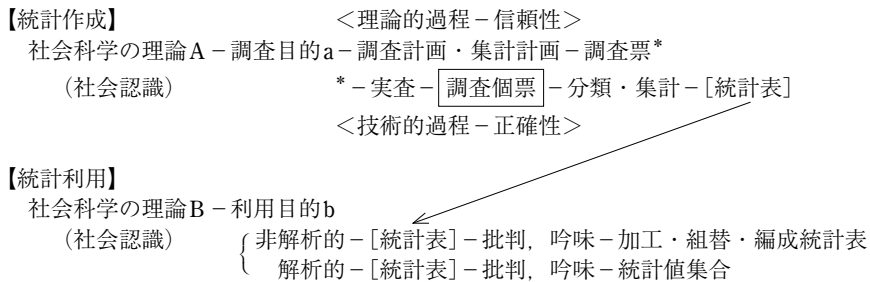 【統計作成】 <理論的過程－信頼性>
社会科学の理論A－調査目的a－調査計画・集計計画－調査票*
（社会認識） *－実査－調査個票－分類・集計－[統計表]
<技術的過程－正確性>
【統計利用】
社会科学の理論B－利用目的b
（社会認識） {非解析的－[統計表]－批判，吟味－加工・組替・編成統計表
解析的－[統計表]－批判，吟味－統計値集合